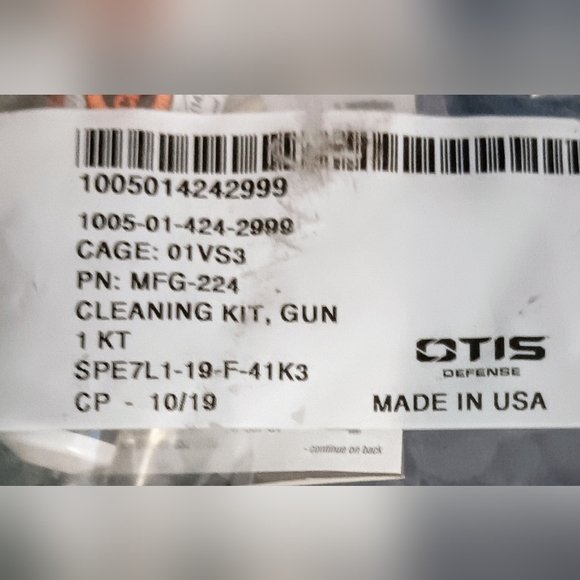 1005014242999
1005-01-424-2999
CAGE: 01VS3
PN: MFG-224
CLEANING KIT, GUN
1 KT
SPE7L1-19-F-41K3
CP - 10/19
OTIS
DEFENSE
MADE IN USA
- continue on back